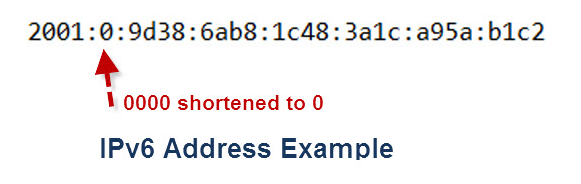 2001:0:9d38:6ab8:1c48:3a1c:a95a:b1c2
0000 shortened to 0
IPv6 Address Example